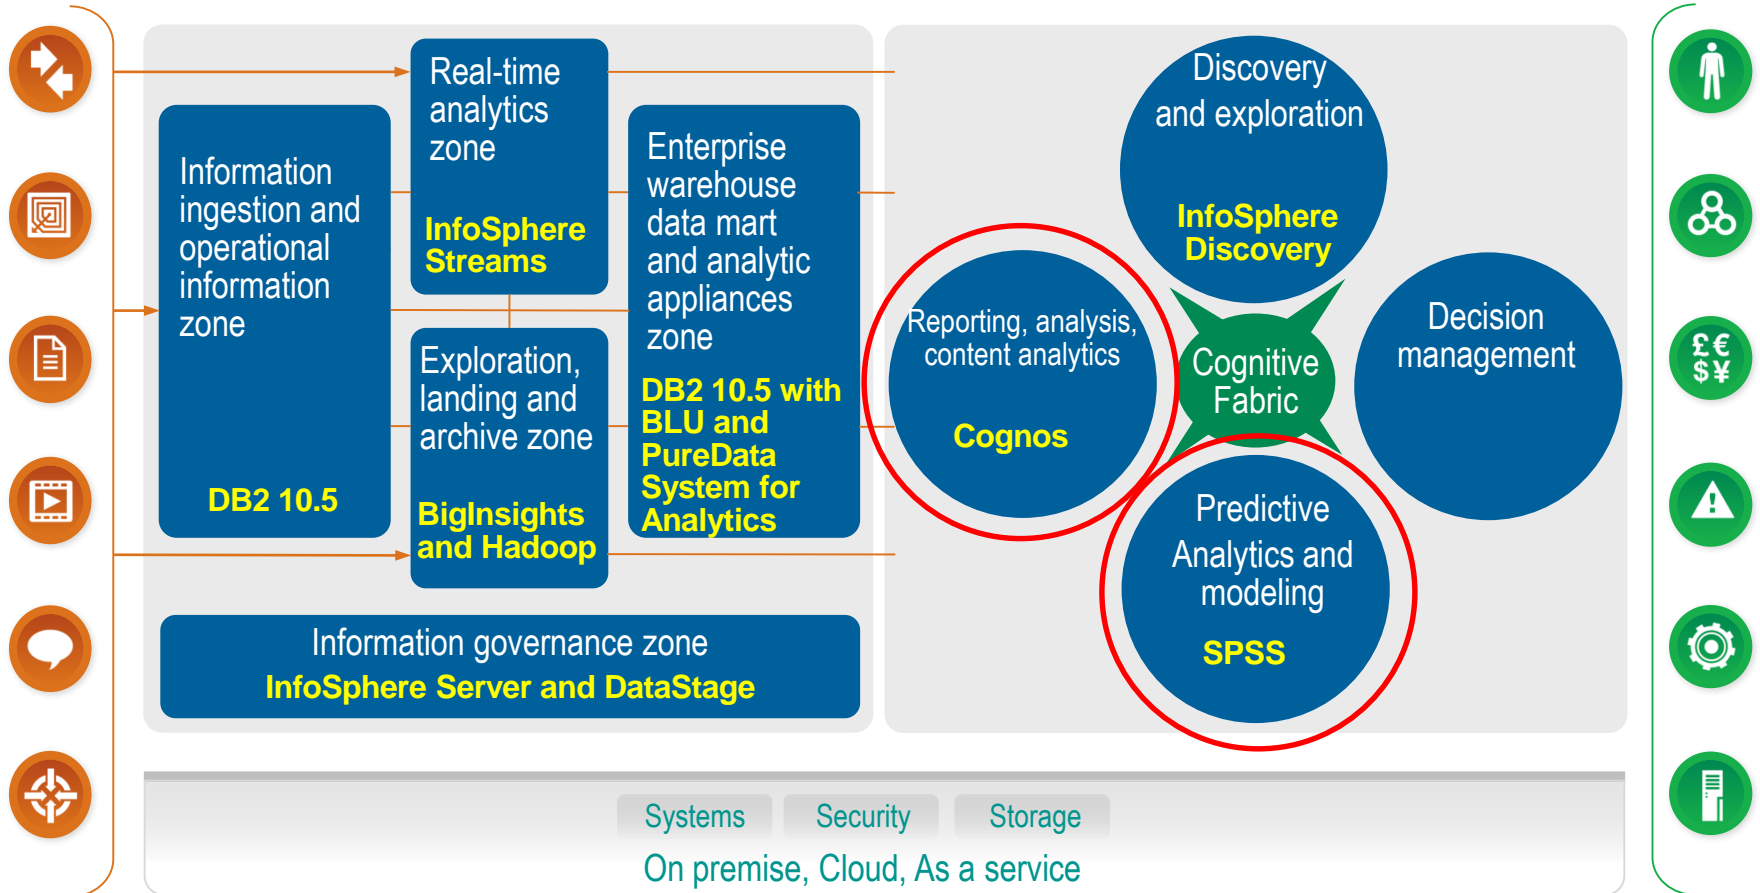 Real-time
analytics
zone
InfoSphere
Streams
Information
ingestion and
operational
information
zone
DB2 10.5
Exploration,
landing and
archive zone
BigInsights
and Hadoop
Enterprise
warehouse
data mart
and analytic
appliances
zone
DB2 10.5 with
BLU and
PureData
System for
Analytics
Information governance zone
InfoSphere Server and DataStage
Discovery
and exploration
InfoSphere
Discovery
Reporting, analysis,
content analytics
Cognos
Cognitive
Fabric
Decision
management
Predictive
Analytics and
modeling
SPSS
£€
$¥
Systems
Security
Storage
On premise, Cloud, As a service